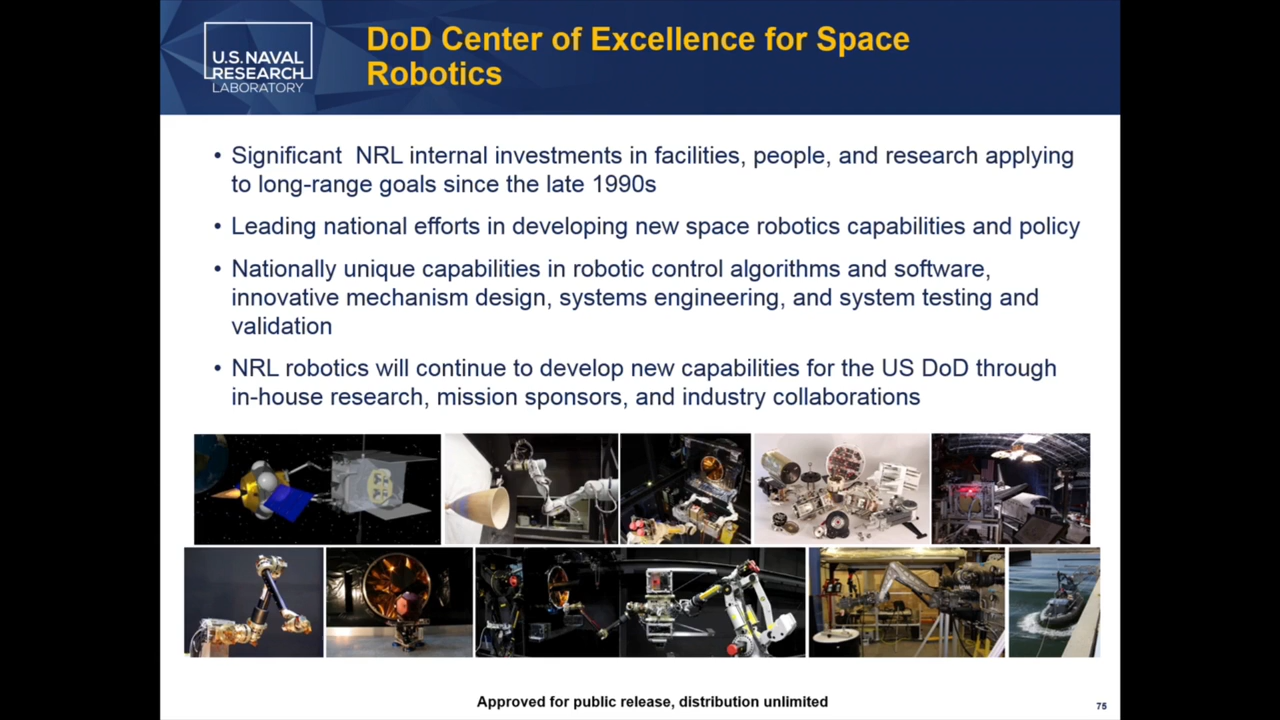 U.S. NAVAL
RESEARCH
LABORATORY
DoD Center of Excellence for Space
Robotics
• Significant  NRL internal investments in facilities, people, and research applying
to long-range goals since the late 1990s
• Leading national efforts in developing new space robotics capabilities and policy
• Nationally unique capabilities in robotic control algorithms and software,
innovative mechanism design, systems engineering, and system testing and
validation
• NRL robotics will continue to develop new capabilities for the US DoD through
in-house research, mission sponsors, and industry collaborations
Approved for public release, distribution unlimited
75